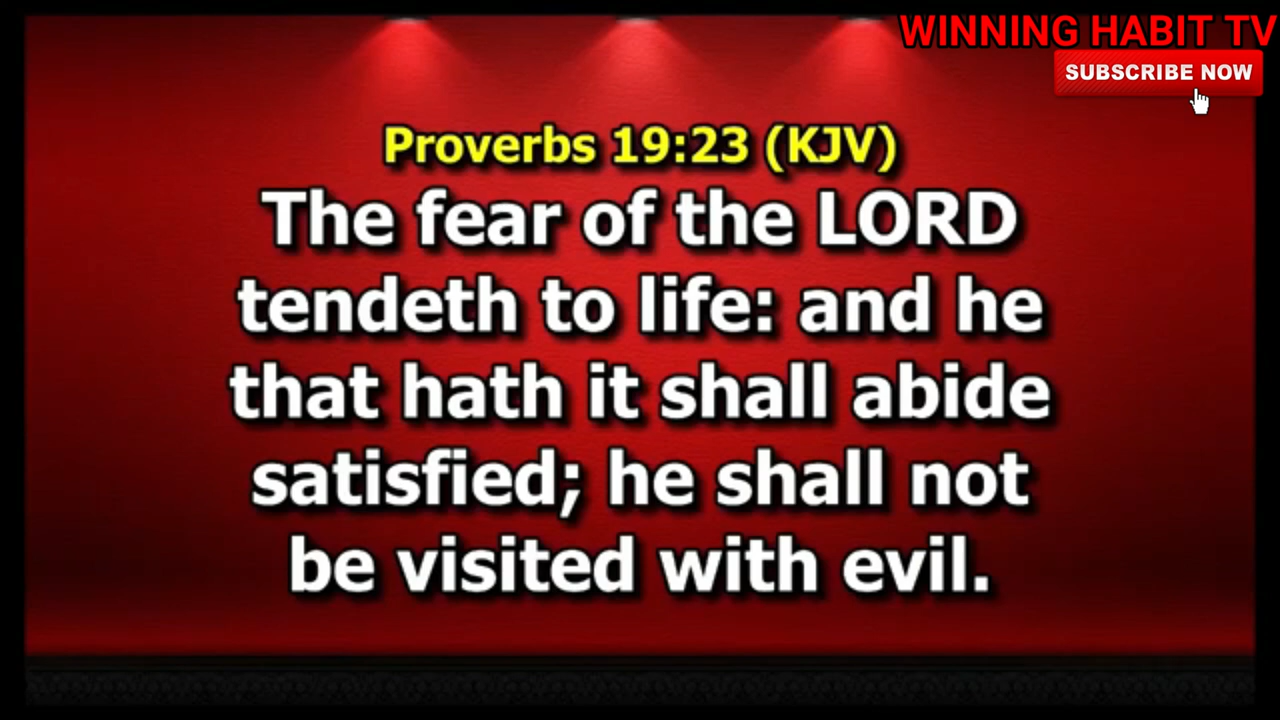 WINNING HABIT TV
SUBSCRIBE NOW
Proverbs 19:23 (KJV)
The fear of the LORD
tendeth to life: and he
that hath it shall abide
satisfied; he shall not
be visited with evil.